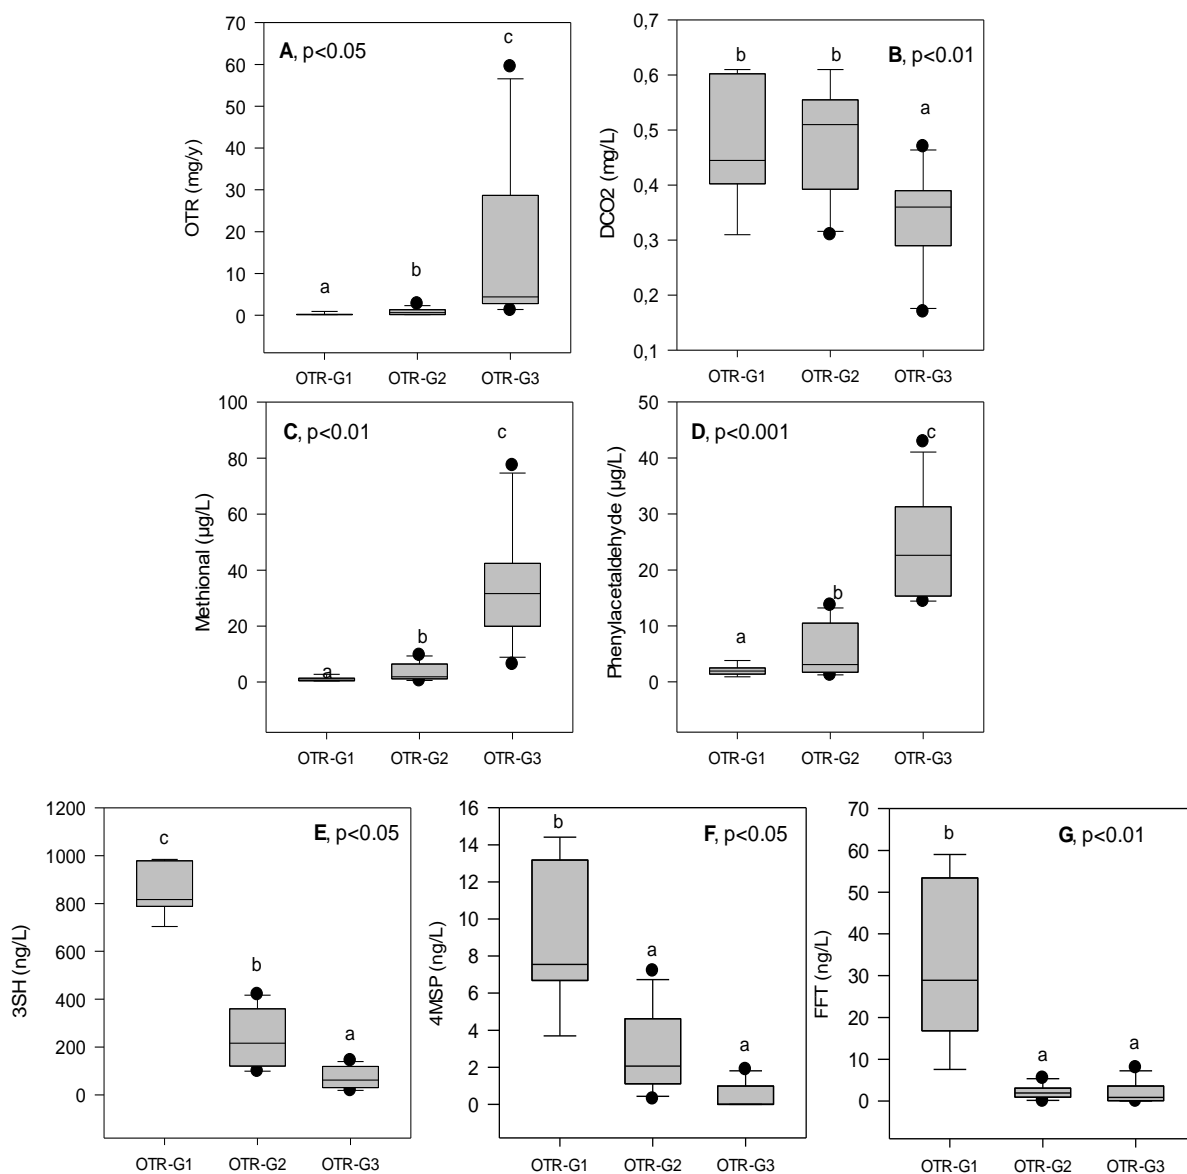 A, p<0.05
OTR (mg/y)
70
60
50
40
30
20
10
0
a
b
c
OTR-G1
OTR-G2
OTR-G3
B, p<0.01
DCO2 (mg/L)
0,7
0,6
0,5
0,4
0,3
0,2
0,1
b
b
a
OTR-G1
OTR-G2
OTR-G3
C, p<0.01
Methional (µg/L)
100
80
60
40
20
0
a
b
c
OTR-G1
OTR-G2
OTR-G3
D, p<0.001
Phenylacetaldehyde (µg/L)
50
40
30
20
10
0
a
b
c
OTR-G1
OTR-G2
OTR-G3
E, p<0.05
3SH (ng/L)
1200
1000
800
600
400
200
0
c
b
a
OTR-G1
OTR-G2
OTR-G3
F, p<0.05
4MSP (ng/L)
16
14
12
10
8
6
4
2
0
b
a
a
OTR-G1
OTR-G2
OTR-G3
G, p<0.01
FFT (ng/L)
70
60
50
40
30
20
10
0
b
a
a
OTR-G1
OTR-G2
OTR-G3